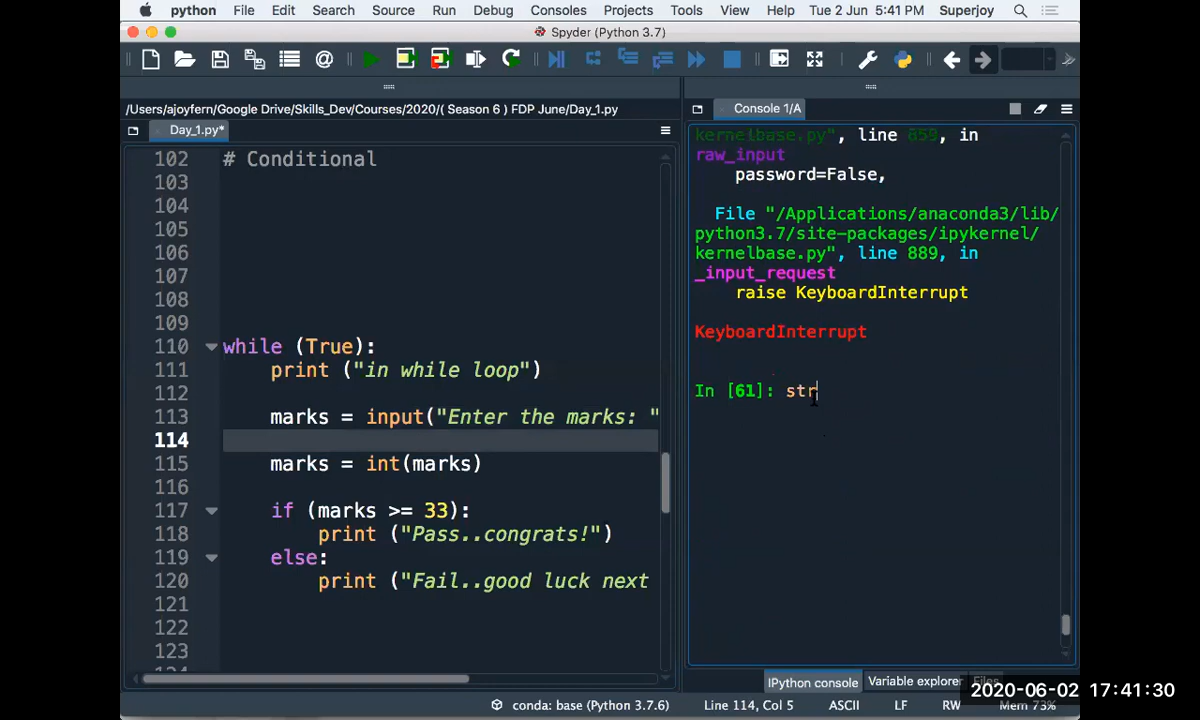 python File Edit Search Source Run Debug Consoles Projects Tools View Help Tue 2 Jun 5:41 PM Superjoy
Spyder (Python 3.7)
/Users/ajoyfern/Google Drive/Skills_Dev/Courses/2020/( Season 6 ) FDP June/Day_1.py
Day_1.py*
102 # Conditional
103
104
105
106
107
108
109
110 while (True):
111 print ("in while loop")
112
113 marks = input("Enter the marks: "
114
115 marks = int(marks)
116
117 if (marks >= 33):
118 print ("Pass..congrats!")
119 else:
120 print ("Fail..good luck next
121
122
123
124
Console 1/A
kernelbase.py", line 859, in
raw_input
password=False,
File "/Applications/anaconda3/lib/
python3.7/site-packages/ipykernel/
kernelbase.py", line 889, in
_input_request
raise KeyboardInterrupt
KeyboardInterrupt
In [61]: str
IPython console Variable explorer Files
conda: base (Python 3.7.6) Line 114, Col 5 ASCII LF RW Mem 73%
2020-06-02 17:41:30